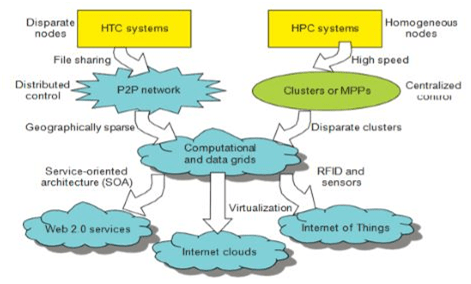 Disparate
nodes
HTC systems
HPC systems
Homogeneous
nodes
File sharing
High speed
Distributed
control
P2P network
Clusters or MPPs
Centralized
control
Geographically sparse
Disparate clusters
Computational
and data grids
Service-oriented
architecture (SOA)
RFID and
sensors
Virtualization
Web 2.0 services
Internet clouds
Internet of Things